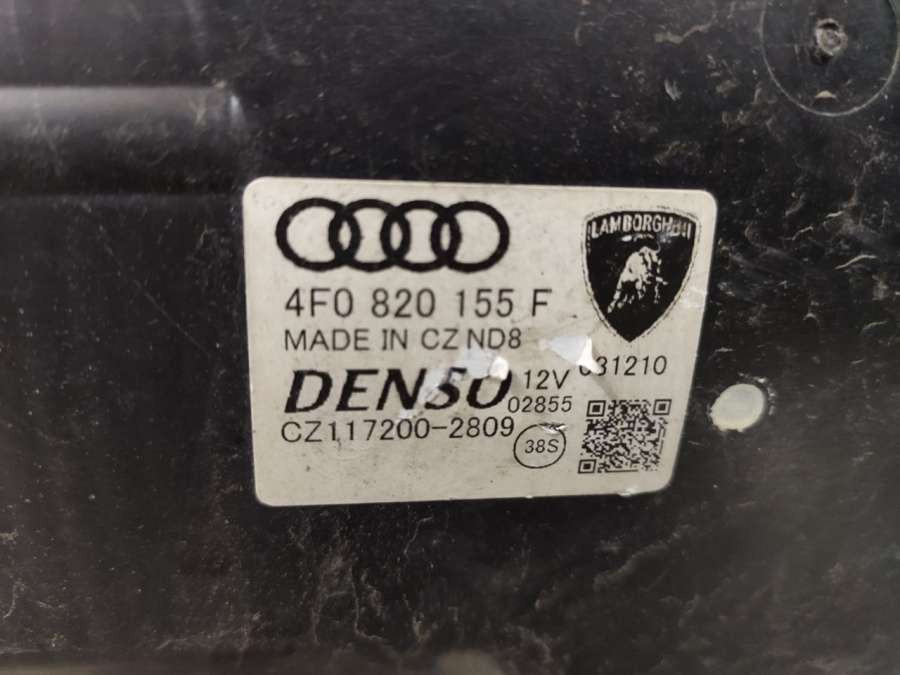 LAMBORGHINI
4F0 820 155 F
MADE IN CZ ND8
DENSO 12V 031210
02855
CZ117200-2809 38S